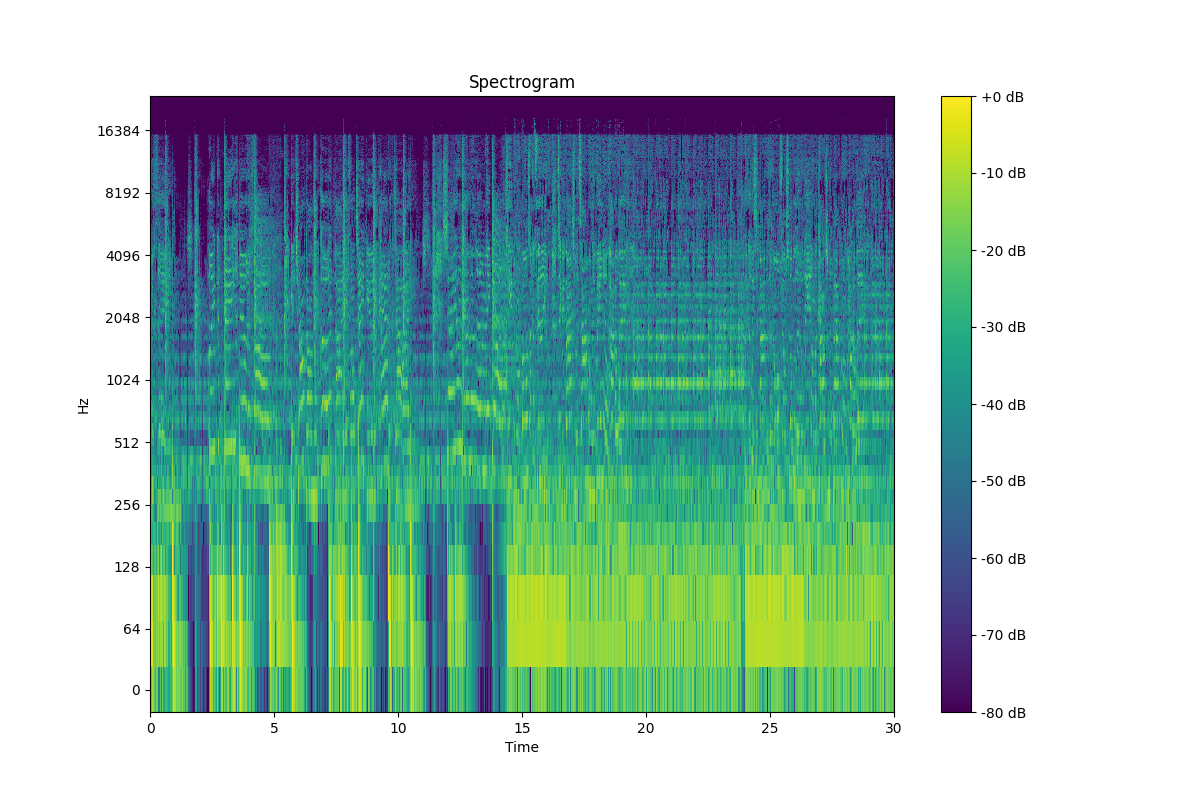 Spectrogram
Hz
16384
8192
4096
2048
1024
512
256
128
64
0
0
5
10
15
20
25
30
Time
+0 dB
-10 dB
-20 dB
-30 dB
-40 dB
-50 dB
-60 dB
-70 dB
-80 dB